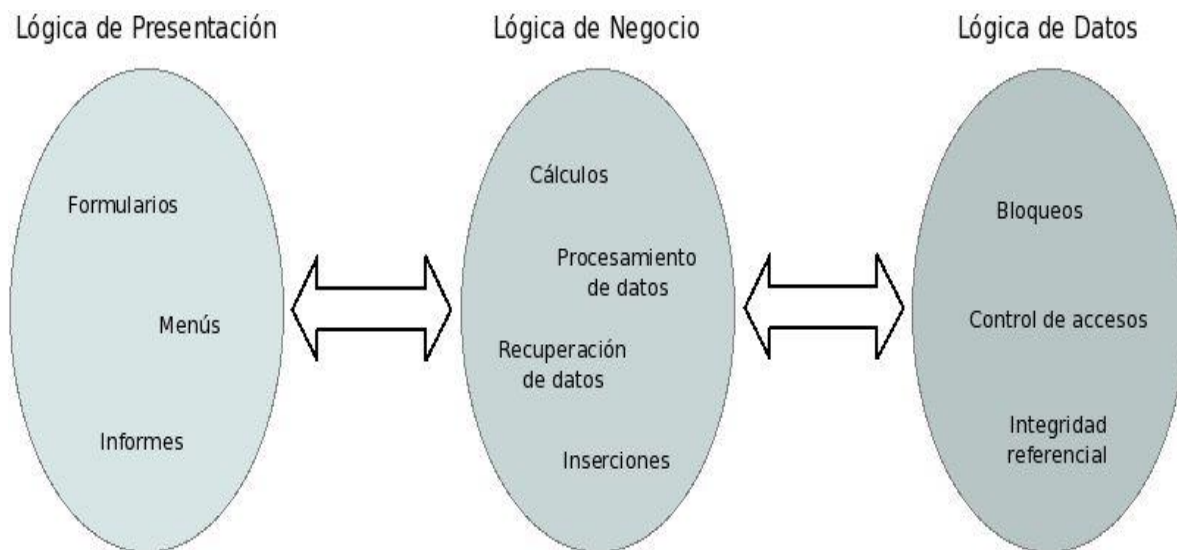 Lógica de Presentación
Lógica de Negocio
Lógica de Datos
Formularios
Menús
Informes
Cálculos
Procesamiento
de datos
Recuperación
de datos
Inserciones
Bloqueos
Control de accesos
Integridad
referencial